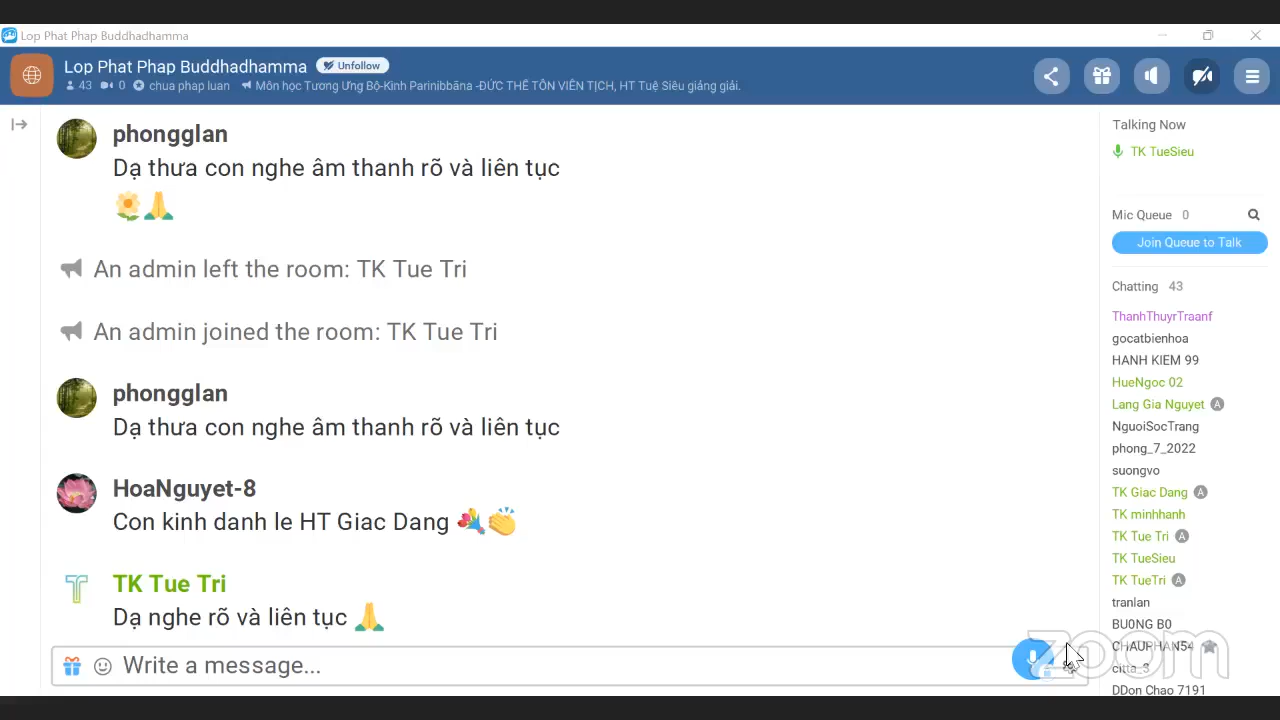 Lop Phat Phap Buddhadhamma
Lop Phat Phap Buddhadhamma Unfollow
43 0 chua phap luan Môn học Tương Ưng Bộ-Kinh Parinibbāna -ĐỨC THẾ TÔN VIÊN TỊCH, HT Tuệ Siêu giảng giải.
phongglan
Dạ thưa con nghe âm thanh rõ và liên tục
An admin left the room: TK Tue Tri
An admin joined the room: TK Tue Tri
phongglan
Dạ thưa con nghe âm thanh rõ và liên tục
HoaNguyet-8
Con kinh danh le HT Giac Dang
TK Tue Tri
Dạ nghe rõ và liên tục
Write a message...
Talking Now
TK TueSieu
Mic Queue 0
Join Queue to Talk
Chatting 43
ThanhThuyrTraanf
gocatbienhoa
HANH KIEM 99
HueNgoc 02
Lang Gia Nguyet A
NguoiSocTrang
phong_7_2022
suongvo
TK Giac Dang A
TK minhhanh
TK Tue Tri A
TK TueSieu
TK TueTri A
tranlan
BU0NG B0
CHAUPHAN54
citta_3
DDon Chao 7191
zoom